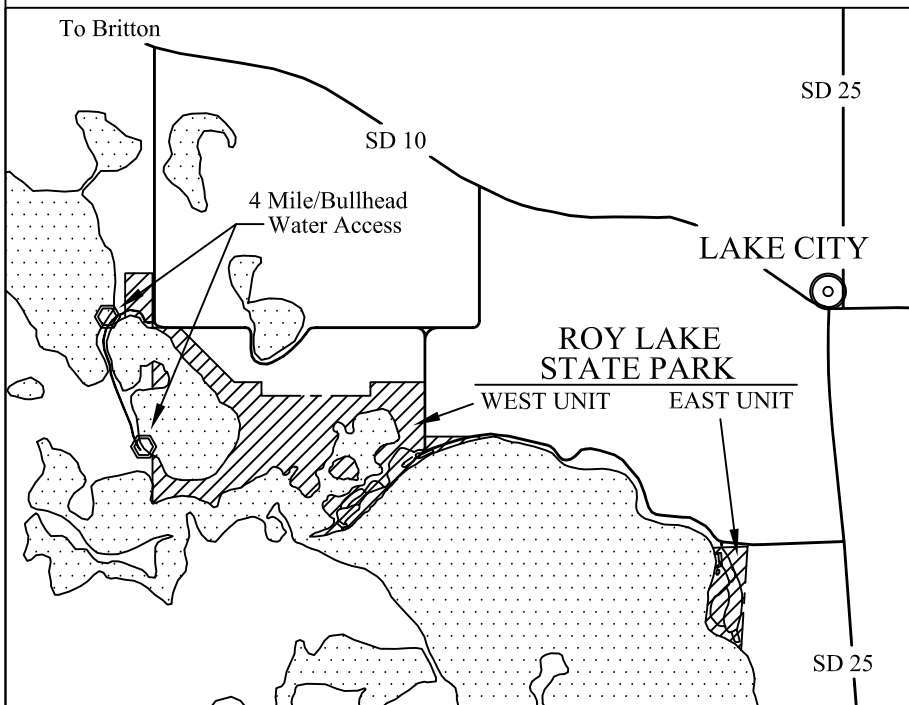 To Britton
SD 25
SD 10
4 Mile/Bullhead
Water Access
LAKE CITY
ROY LAKE
STATE PARK
WEST UNIT
EAST UNIT
SD 25